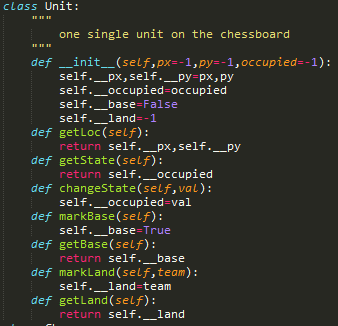 class Unit:
    """
    one single unit on the chessboard
    """
    def __init__(self,px=-1,py=-1,occupied=-1):
        self.__px,self.__py=px,py
        self.__occupied=occupied
        self.__base=False
        self.__land=-1
    def getLoc(self):
        return self.__px,self.__py
    def getState(self):
        return self.__occupied
    def changeState(self,val):
        self.__occupied=val
    def markBase(self):
        self.__base=True
    def getBase(self):
        return self.__base
    def markLand(self,team):
        self.__land=team
    def getLand(self):
        return self.__land